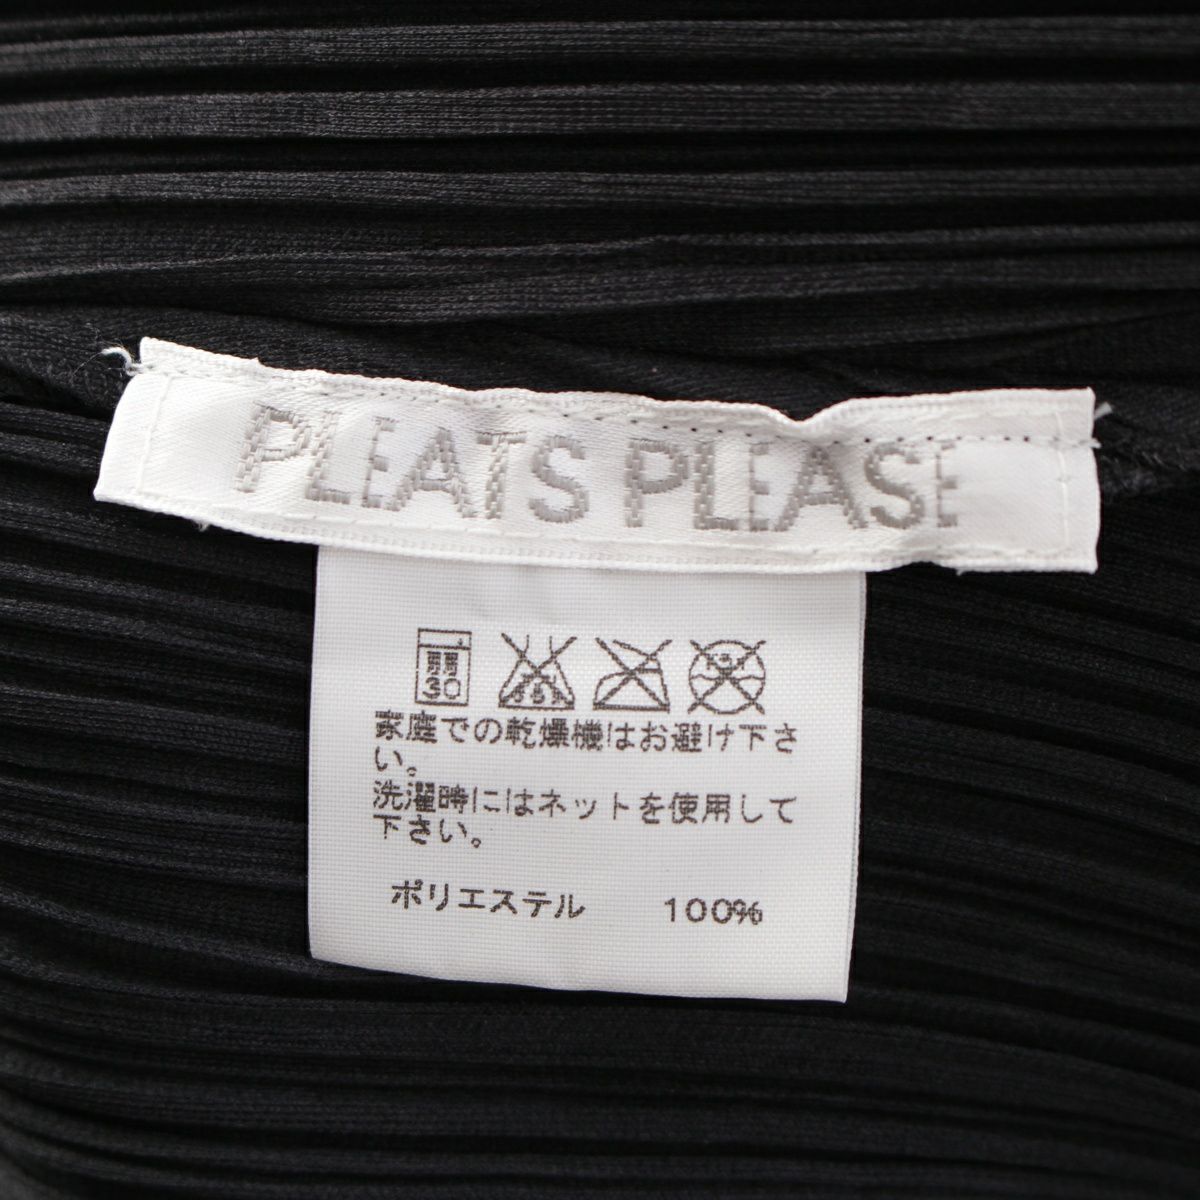 PLEATS PLEASE
弱
30
家庭での乾燥機はお避け下さ
い。
洗濯時にはネットを使用して
下さい。
ポリエステル 100%